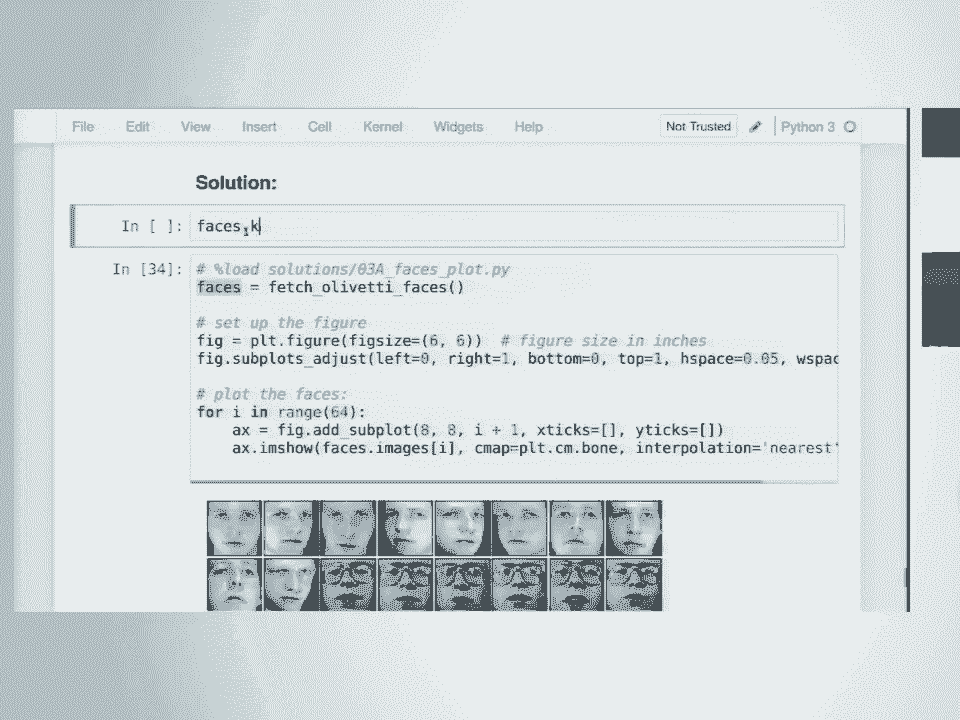 File Edit View Insert Cell Kernel Widgets Help Not Trusted Python 3
Solution:
In [ ]: faces.k
In [34]: # %load solutions/03A_faces_plot.py
faces = fetch_olivetti_faces()
# set up the figure
fig = plt.figure(figsize=(6, 6))  # figure size in inches
fig.subplots_adjust(left=0, right=1, bottom=0, top=1, hspace=0.05, wspac
# plot the faces:
for i in range(64):
    ax = fig.add_subplot(8, 8, i + 1, xticks=[], yticks=[])
    ax.imshow(faces.images[i], cmap=plt.cm.bone, interpolation='nearest'